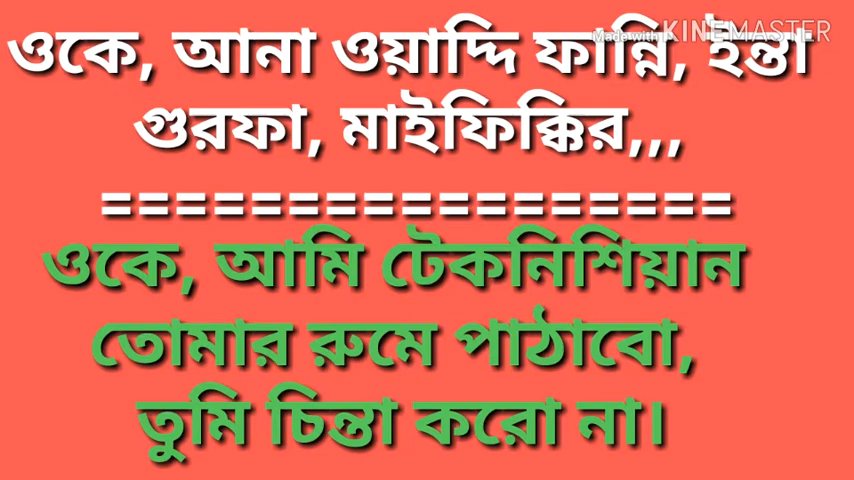 Made with KINEMASTER
ওকে, আনা ওয়াদ্দি ফান্নি, ইন্তা
গুরফা, মাইফিক্কির,,,
=================
ওকে, আমি টেকনিশিয়ান
তোমার রুমে পাঠাবো,
তুমি চিন্তা করো না।